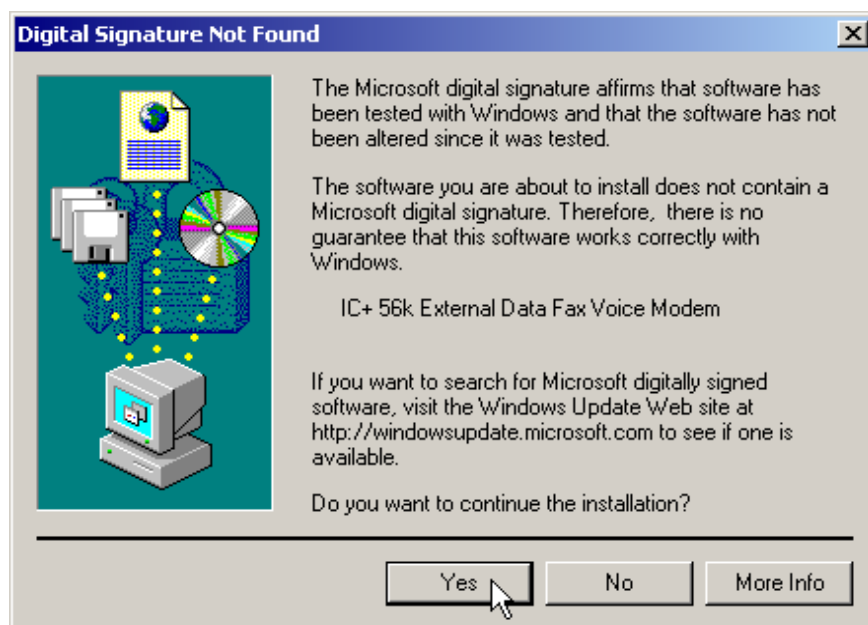 Digital Signature Not Found
The Microsoft digital signature affirms that software has
been tested with Windows and that the software has not
been altered since it was tested.
The software you are about to install does not contain a
Microsoft digital signature. Therefore, there is no
guarantee that this software works correctly with
Windows.
IC+ 56k External Data Fax Voice Modem
If you want to search for Microsoft digitally signed
software, visit the Windows Update Web site at
http://windowsupdate.microsoft.com to see if one is
available.
Do you want to continue the installation?
Yes No More Info